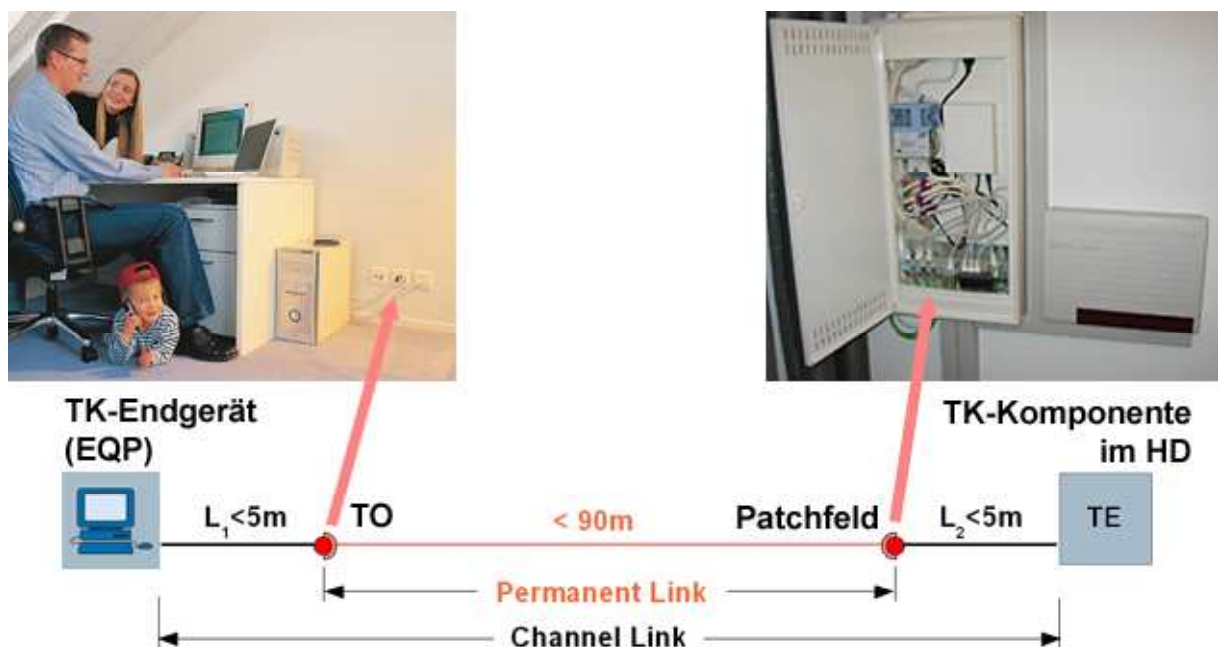 TK-Endgerät
(EQP)
TK-Komponente
im HD
L1<5m
TO
< 90m
Patchfeld
L2<5m
TE
Permanent Link
Channel Link